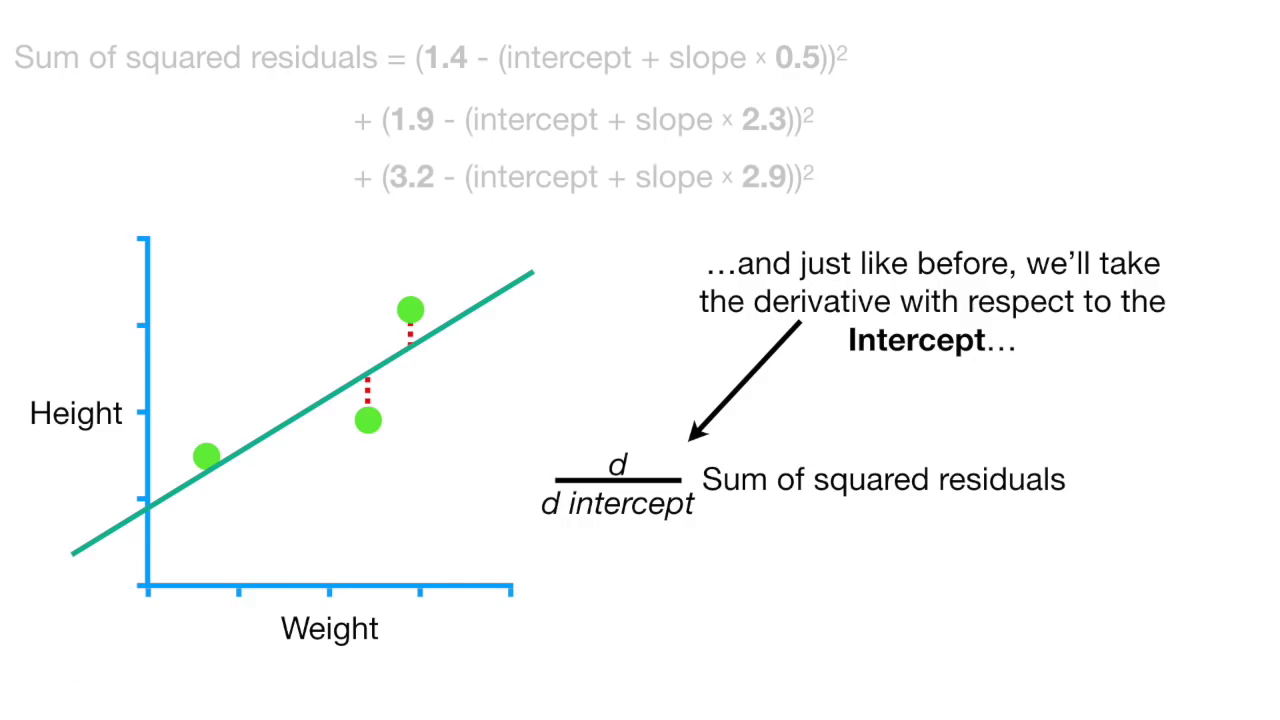 Sum of squared residuals = (1.4 - (intercept + slope × 0.5))²
+ (1.9 - (intercept + slope × 2.3))²
+ (3.2 - (intercept + slope × 2.9))²
…and just like before, we’ll take
the derivative with respect to the
Intercept…
Height
d
d intercept
Sum of squared residuals
Weight